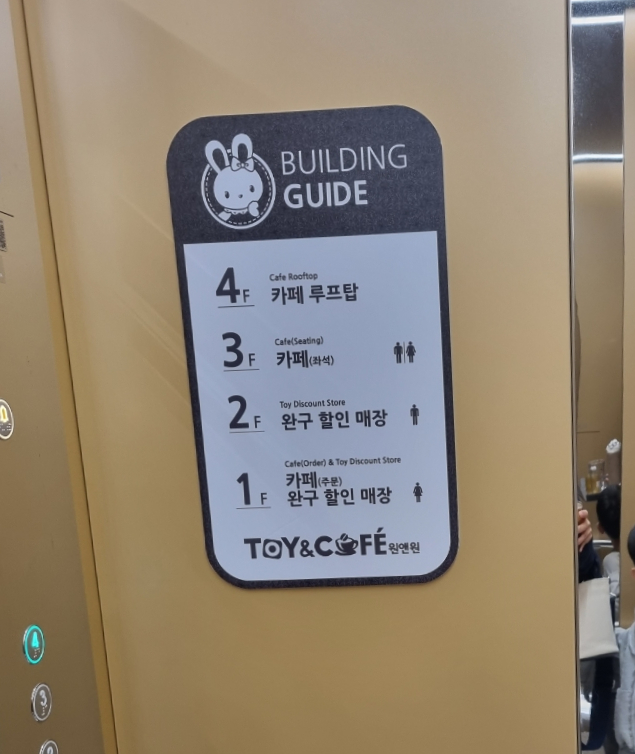 BUILDING
GUIDE
4F
Cafe Rooftop
카페 루프탑
3F
Cafe(Seating)
카페(좌석)
2F
Toy Discount Store
완구 할인 매장
1F
Cafe(Order) & Toy Discount Store
카페(주문)
완구 할인 매장
TOY&CAFÉ 원앤원
4
3